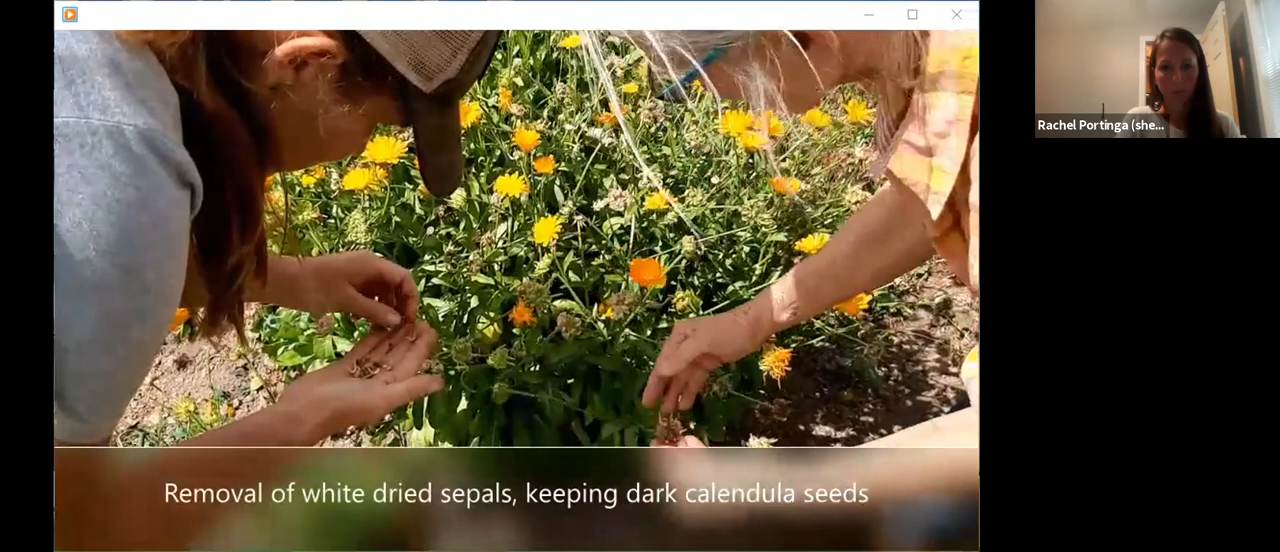 Rachel Portinga (she...
Removal of white dried sepals, keeping dark calendula seeds